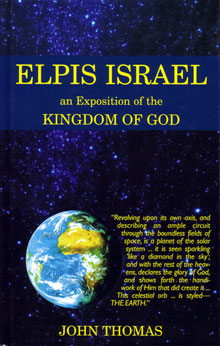 ELPIS ISRAEL
an Exposition of the
KINGDOM OF GOD
"Revolving upon its own axis, and
describing an ample circuit
through the boundless fields of
space, is a planet of the solar
system ... it is seen sparkling
'like a diamond in the sky';
and with the rest of the heav-
ens, declares the glory of God,
and shows forth the handi-
work of Him that did create it ...
This celestial orb ... is styled—
THE EARTH."
JOHN THOMAS